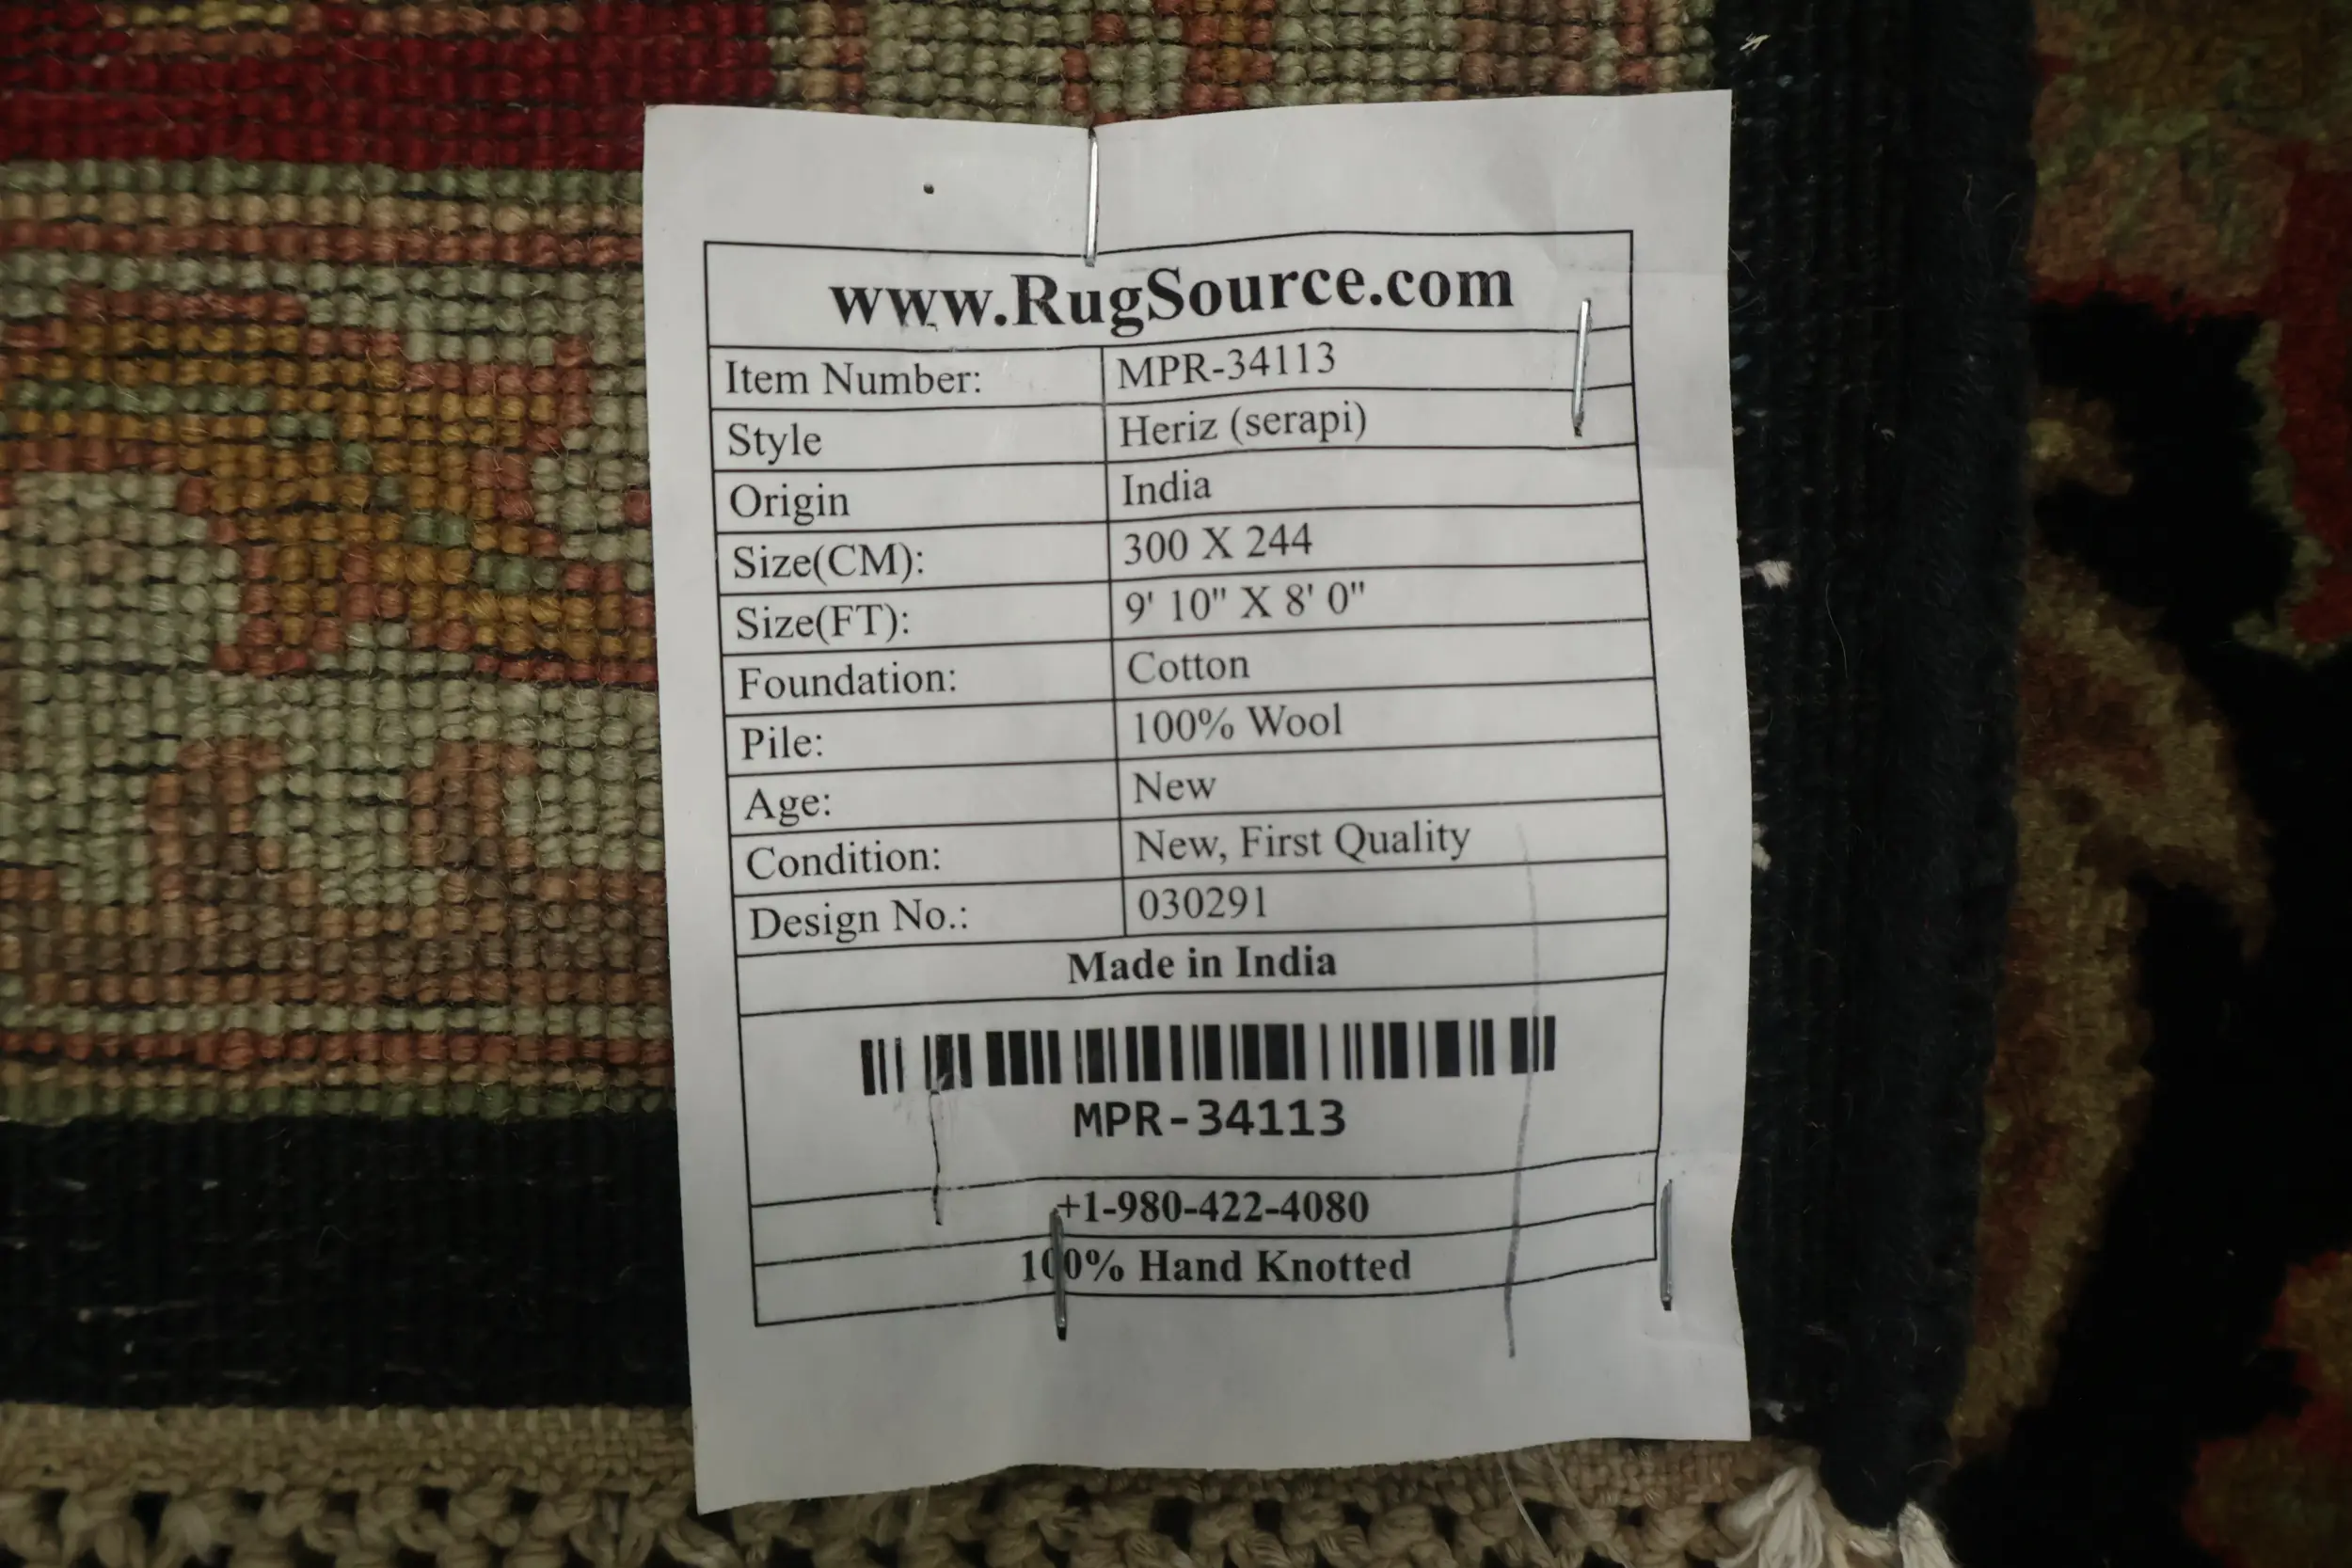 www.RugSource.com
Item Number: MPR-34113
Style Heriz (serapi)
Origin India
Size(CM): 300 X 244
Size(FT): 9' 10" X 8' 0"
Foundation: Cotton
Pile: 100% Wool
Age: New
Condition: New, First Quality
Design No.: 030291
Made in India
MPR-34113
+1-980-422-4080
100% Hand Knotted